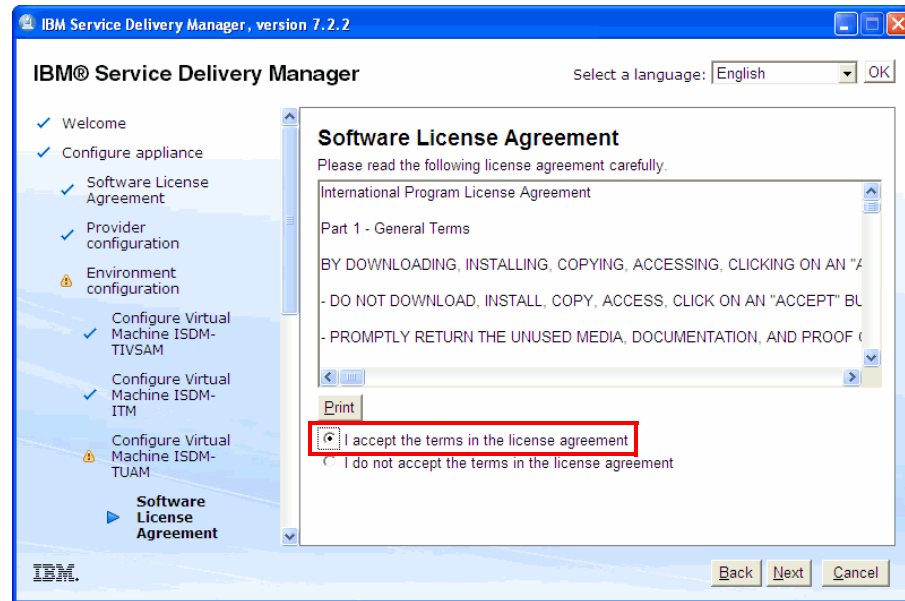 IBM Service Delivery Manager, version 7.2.2
IBM® Service Delivery Manager
Select a language: English OK
Welcome
Configure appliance
Software License
Agreement
Provider
configuration
Environment
configuration
Configure Virtual
Machine ISDM-
TIVSAM
Configure Virtual
Machine ISDM-
ITM
Configure Virtual
Machine ISDM-
TUAM
Software
License
Agreement
Software License Agreement
Please read the following license agreement carefully.
International Program License Agreement
Part 1 - General Terms
BY DOWNLOADING, INSTALLING, COPYING, ACCESSING, CLICKING ON AN "A
- DO NOT DOWNLOAD, INSTALL, COPY, ACCESS, CLICK ON AN "ACCEPT" BU
- PROMPTLY RETURN THE UNUSED MEDIA, DOCUMENTATION, AND PROOF
Print
I accept the terms in the license agreement
I do not accept the terms in the license agreement
IBM.
Back Next Cancel